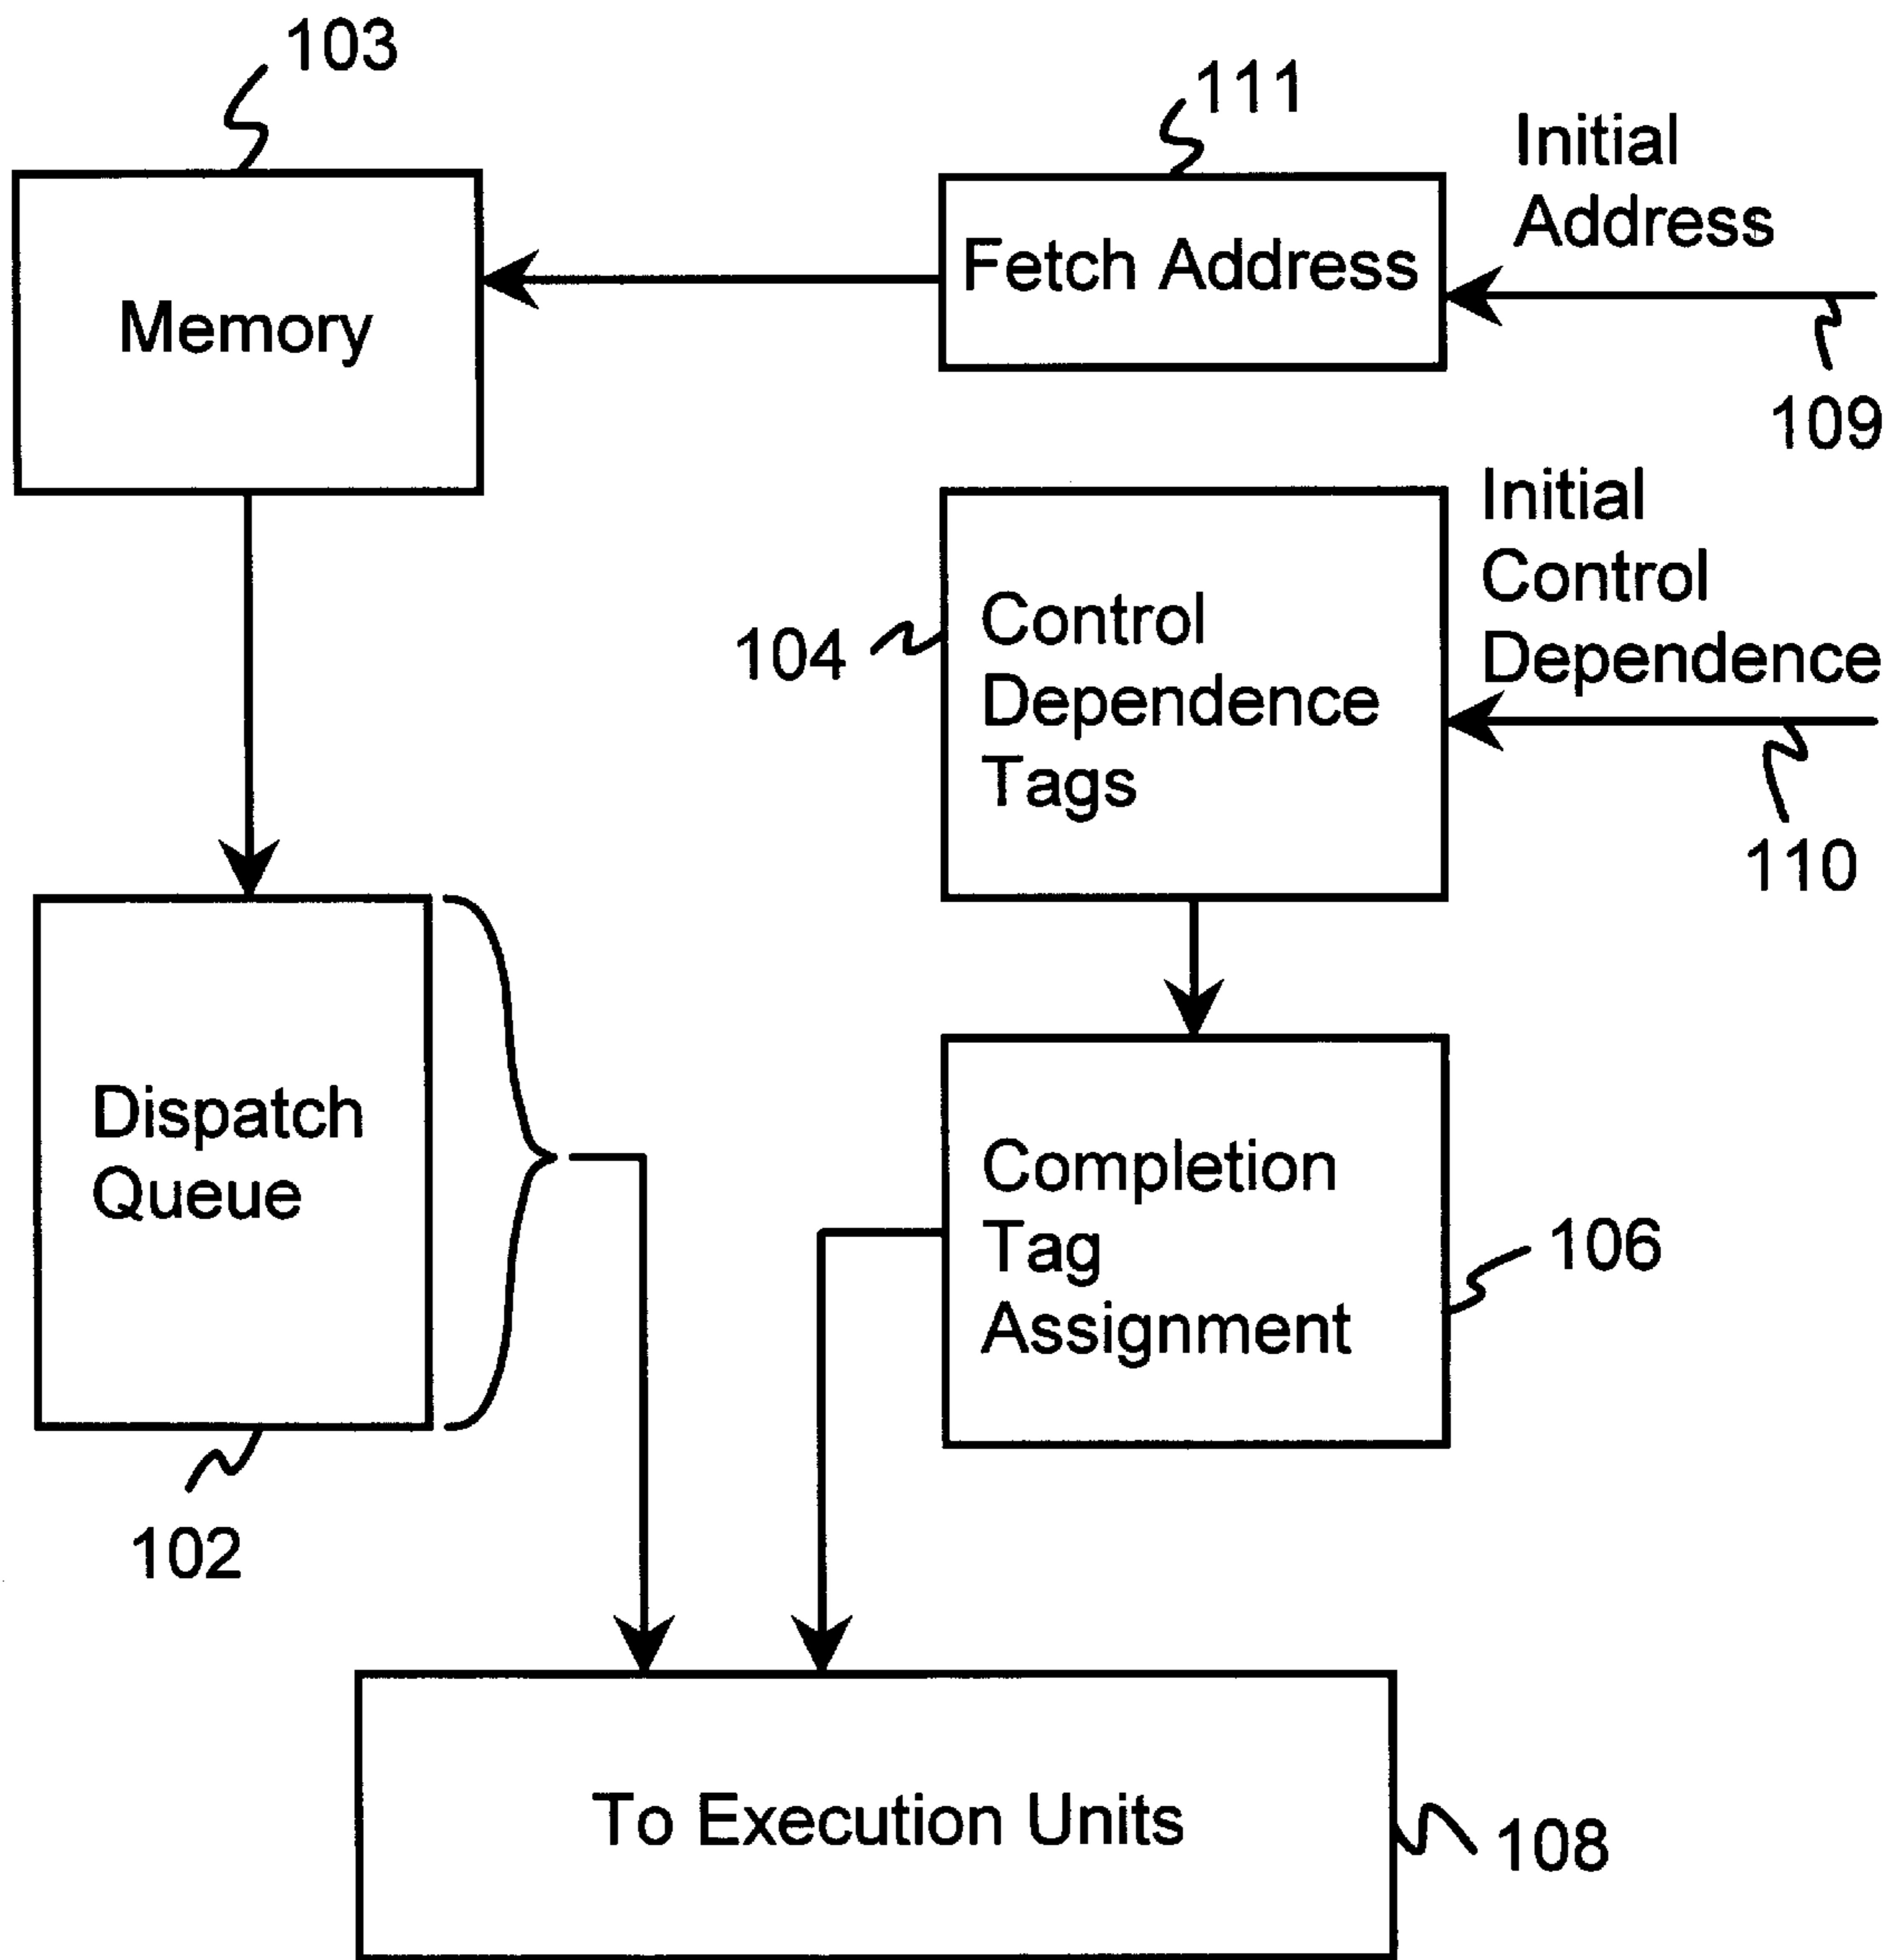 103
111
Initial
Address
Fetch Address
Memory
109
Initial
Control
Dependence
104
Control
Dependence
Tags
110
Dispatch
Queue
Completion
Tag
Assignment
106
102
To Execution Units
108